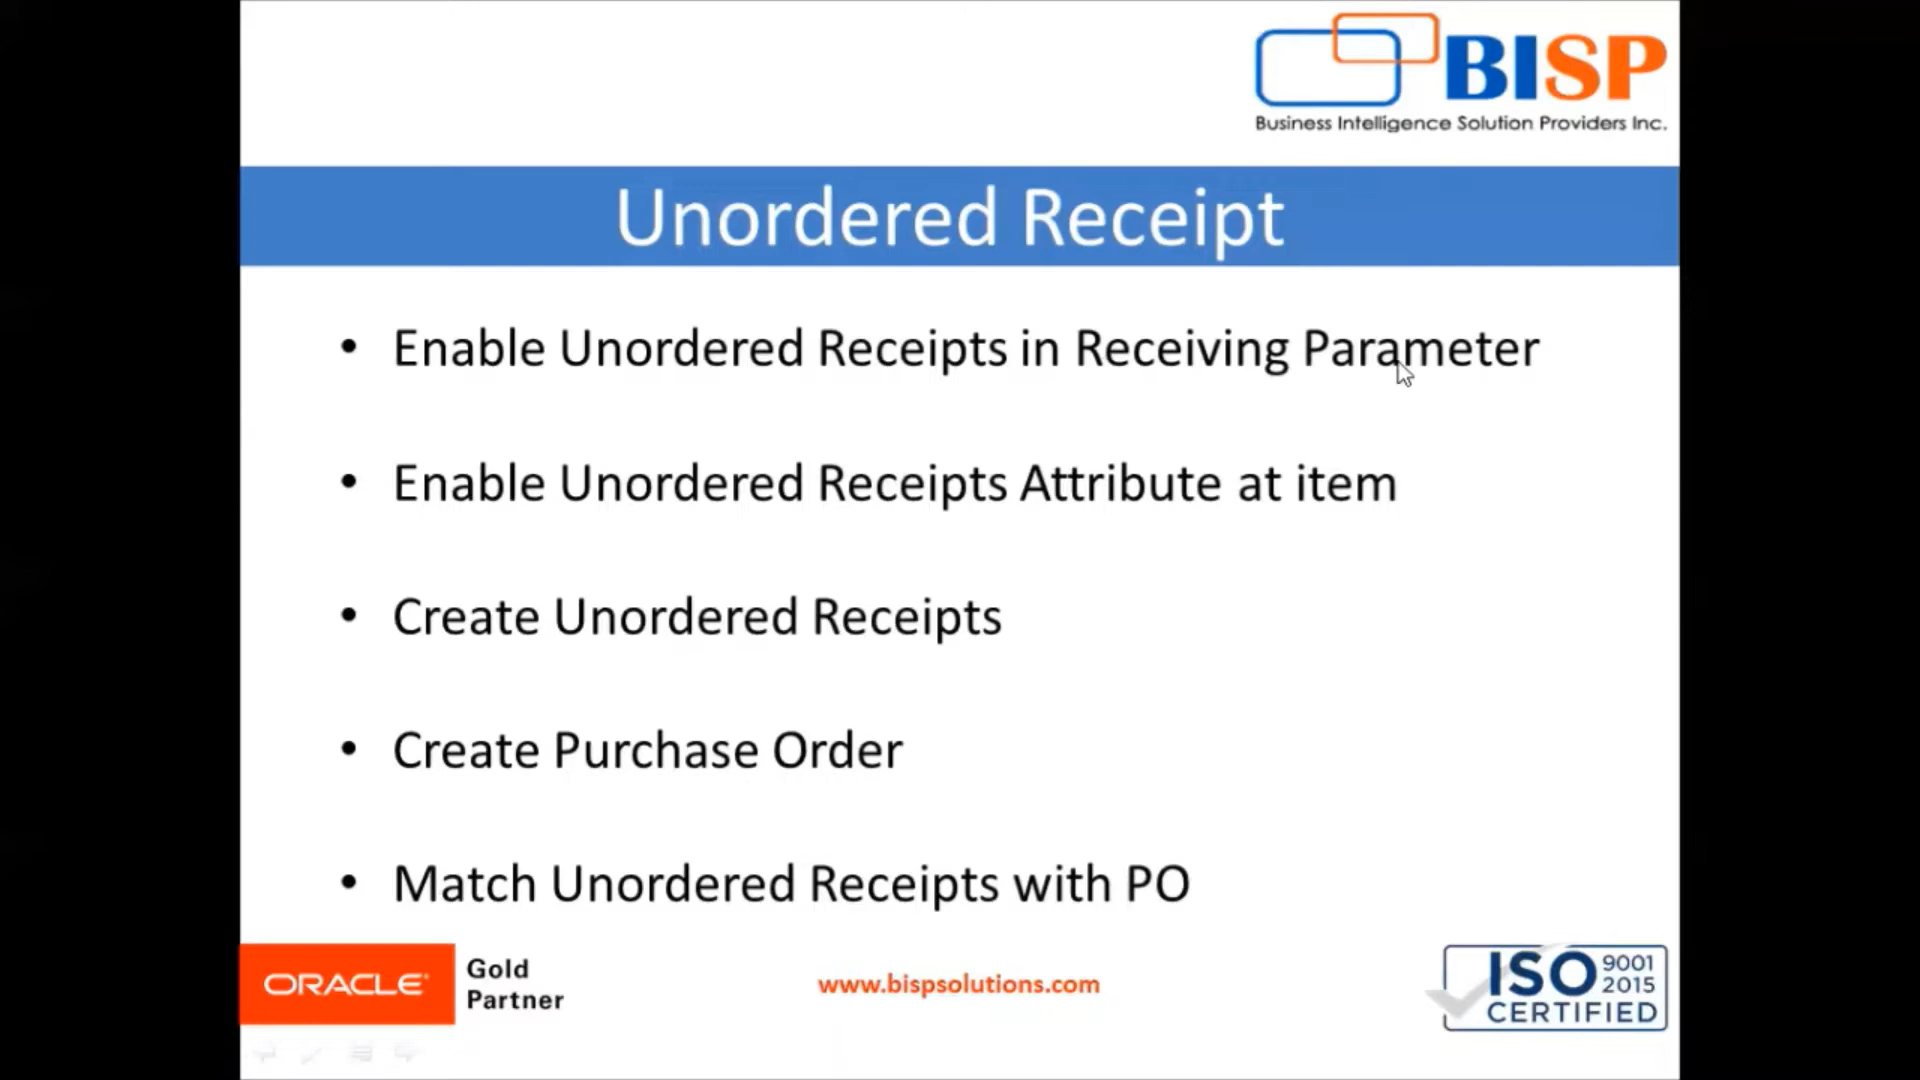 BISP
Business Intelligence Solution Providers Inc.
Unordered Receipt
• Enable Unordered Receipts in Receiving Parameter
• Enable Unordered Receipts Attribute at item
• Create Unordered Receipts
• Create Purchase Order
• Match Unordered Receipts with PO
ORACLE®
Gold
Partner
www.bispsolutions.com
ISO 9001
2015
CERTIFIED